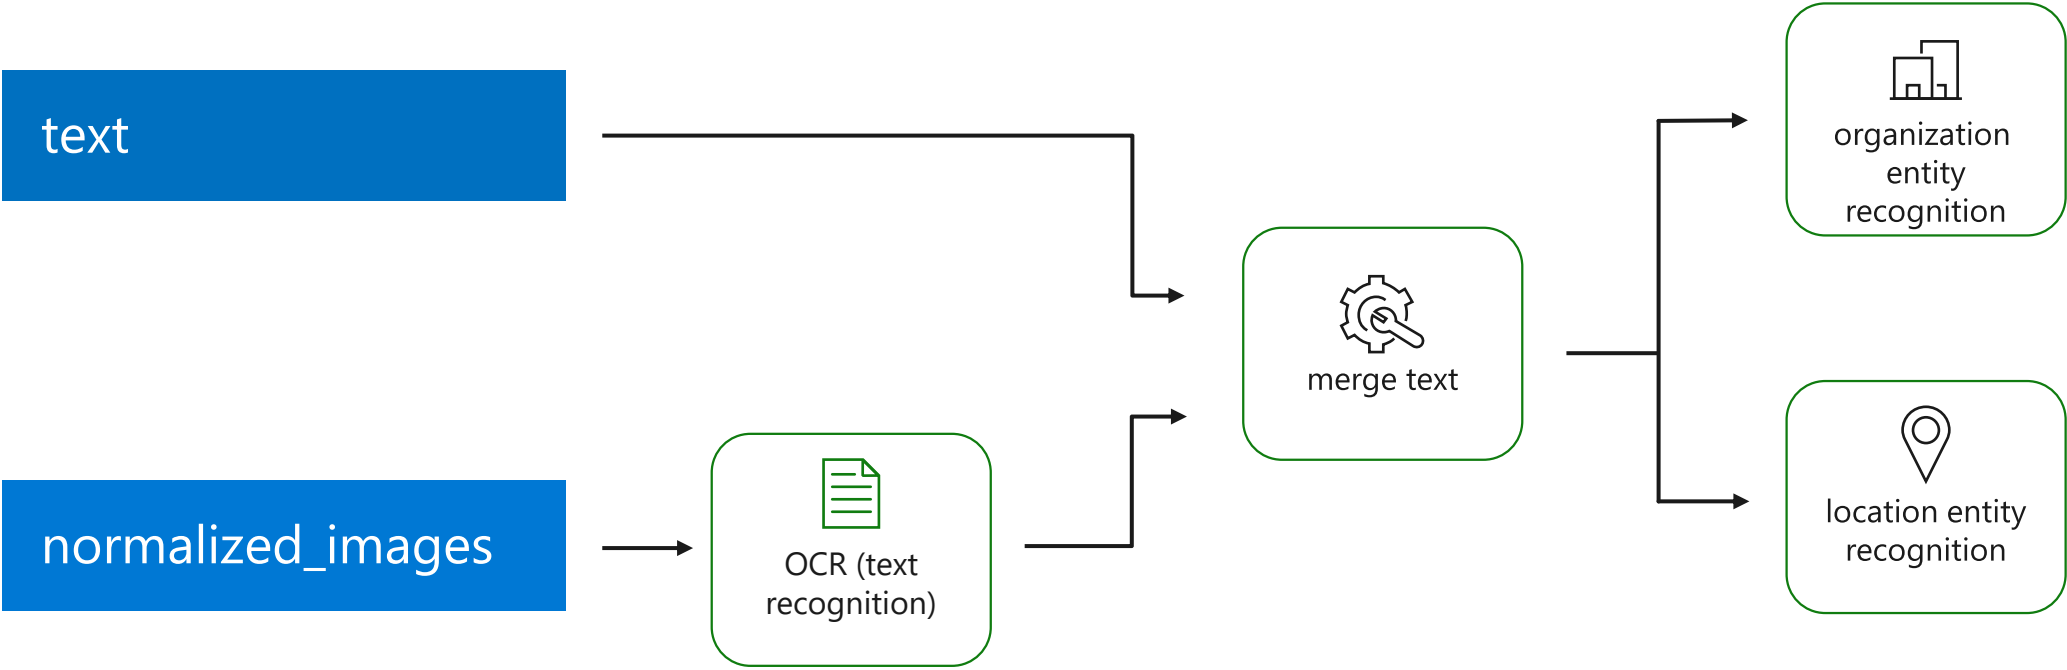 text
normalized_images
OCR (text
recognition)
merge text
organization
entity
recognition
location entity
recognition